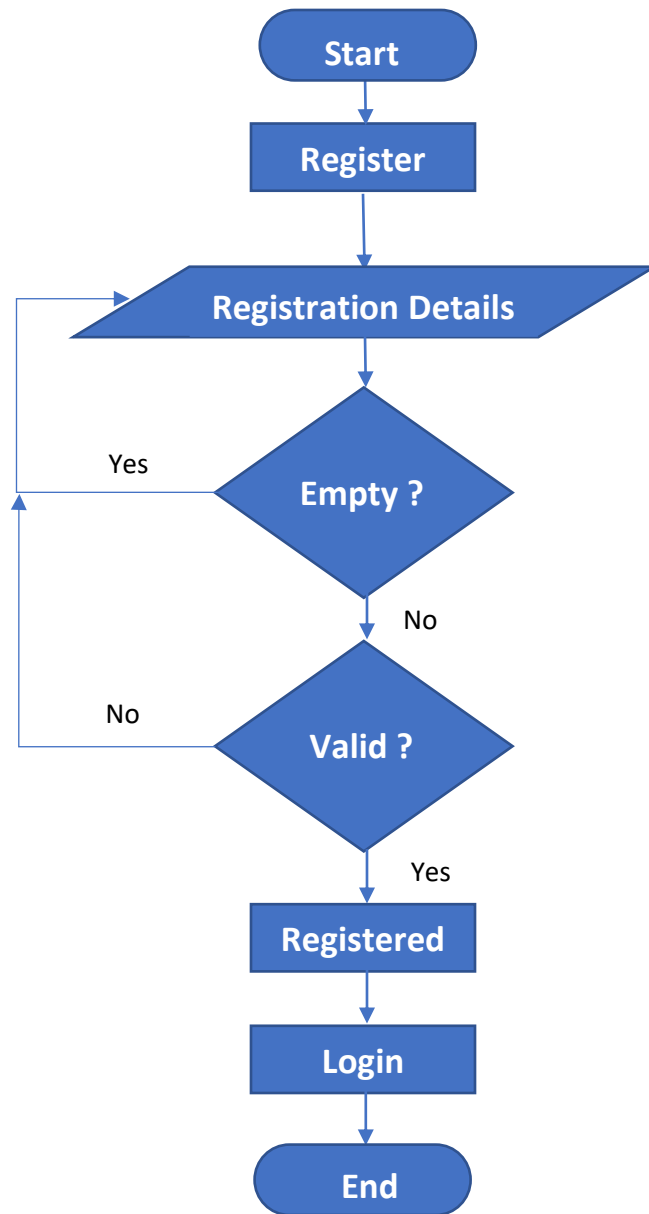 Start
Register
Registration Details
Yes
Empty ?
No
No
Valid ?
Yes
Registered
Login
End